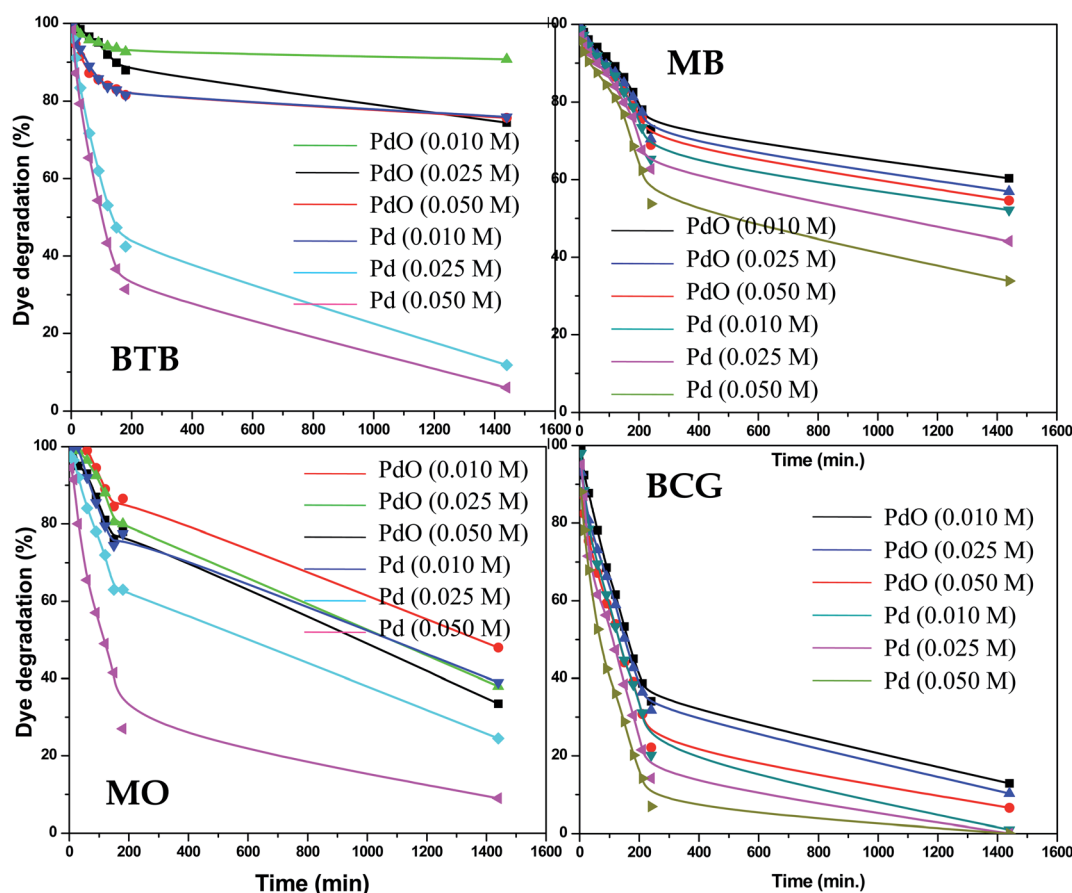 Dye degradation (%)
100
80
60
40
20
0
PdO (0.010 M)
PdO (0.025 M)
PdO (0.050 M)
Pd (0.010 M)
Pd (0.025 M)
Pd (0.050 M)
BTB
0 200 400 600 800 1000 1200 1400 1600
MB
100
80
60
40
20
0
PdO (0.010 M)
PdO (0.025 M)
PdO (0.050 M)
Pd (0.010 M)
Pd (0.025 M)
Pd (0.050 M)
0 200 400 600 800 1000 1200 1400 1600
Time (min.)
Dye degradation (%)
100
80
60
40
20
0
PdO (0.010 M)
PdO (0.025 M)
PdO (0.050 M)
Pd (0.010 M)
Pd (0.025 M)
Pd (0.050 M)
MO
0 200 400 600 800 1000 1200 1400 1600
Time (min)
BCG
100
80
60
40
20
0
PdO (0.010 M)
PdO (0.025 M)
PdO (0.050 M)
Pd (0.010 M)
Pd (0.025 M)
Pd (0.050 M)
0 200 400 600 800 1000 1200 1400 1600
Time (min.)